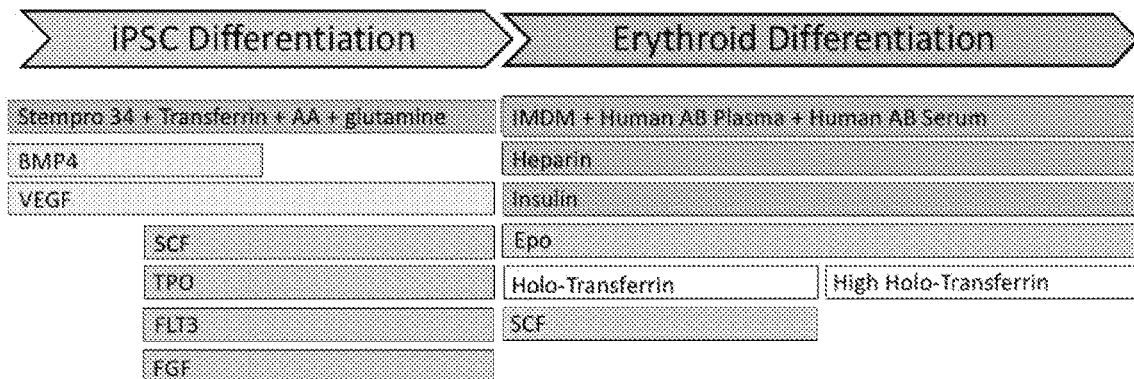 iPSC Differentiation
Erythroid Differentiation
Stempro 34 + Transferrin + AA + glutamine
BMP4
VEGF
SCF
TPO
FLT3
FGF
IMDM + Human AB Plasma + Human AB Serum
Heparin
Insulin
Epo
Holo-Transferrin
High Holo-Transferrin
SCF